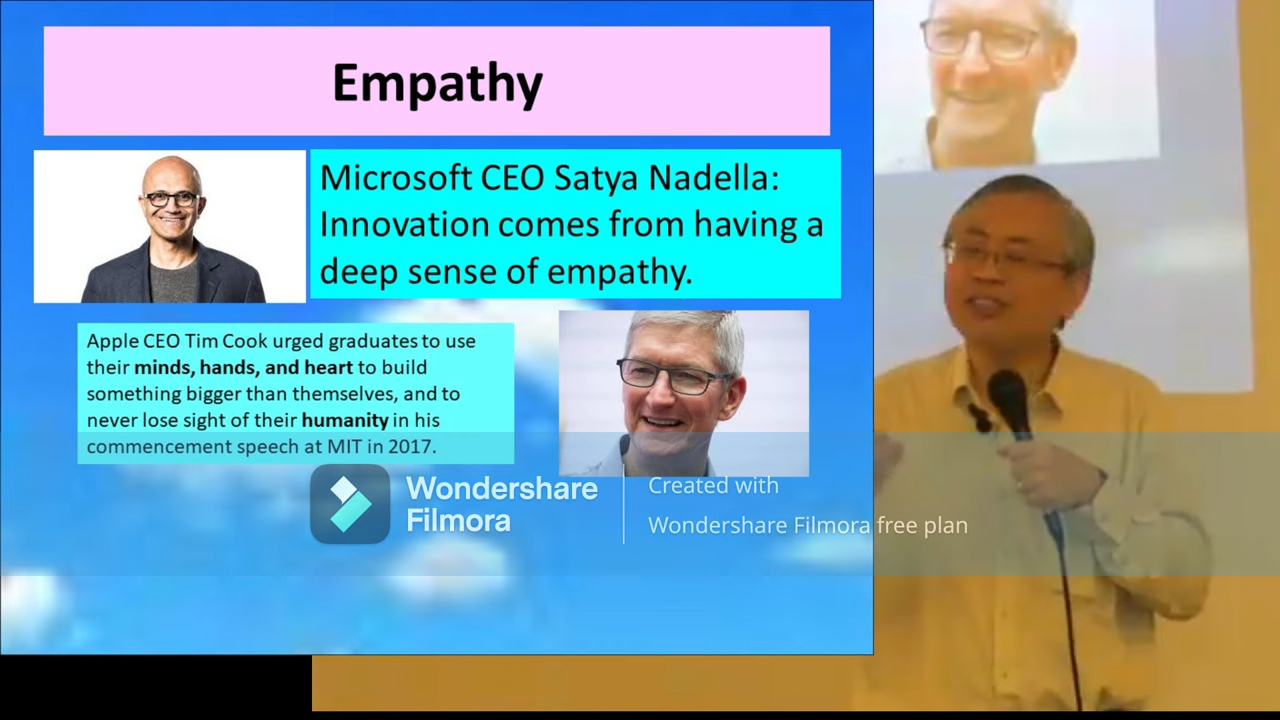 Empathy
Microsoft CEO Satya Nadella:
Innovation comes from having a
deep sense of empathy.
Apple CEO Tim Cook urged graduates to use
their minds, hands, and heart to build
something bigger than themselves, and to
never lose sight of their humanity in his
commencement speech at MIT in 2017.
Wondershare
Filmora
Created with
Wondershare Filmora free plan